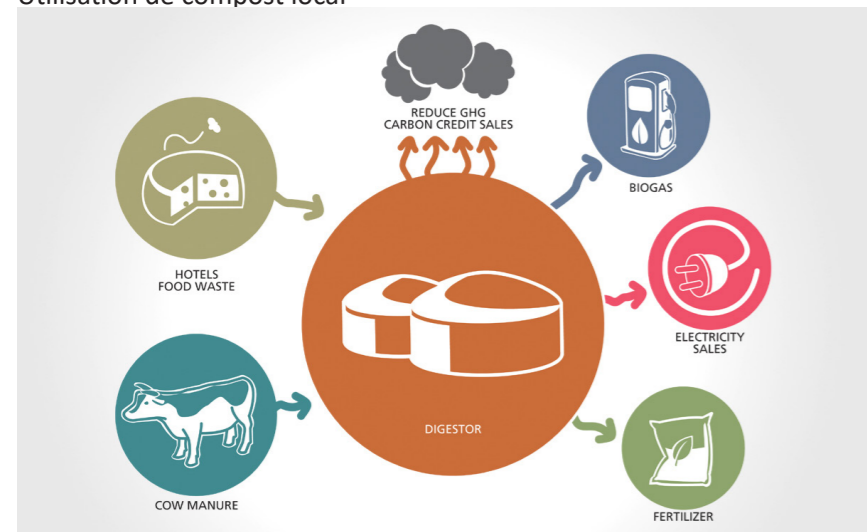 Utilisation de compost local
REDUCE GHG
CARBON CREDIT SALES
BIOGAS
HOTELS
FOOD WASTE
ELECTRICITY
SALES
DIGESTOR
COW MANURE
FERTILIZER